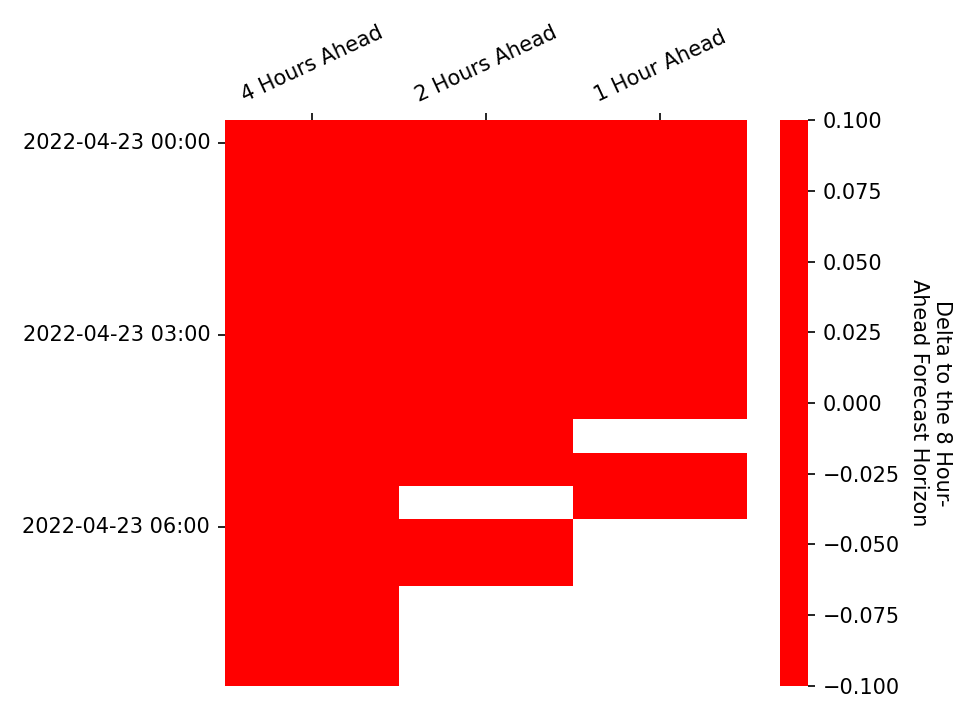 4 Hours Ahead
2 Hours Ahead
1 Hour Ahead
2022-04-23 00:00
2022-04-23 03:00
2022-04-23 06:00
0.100
0.075
0.050
0.025
0.000
−0.025
−0.050
−0.075
−0.100
Delta to the 8 Hour-
Ahead Forecast Horizon